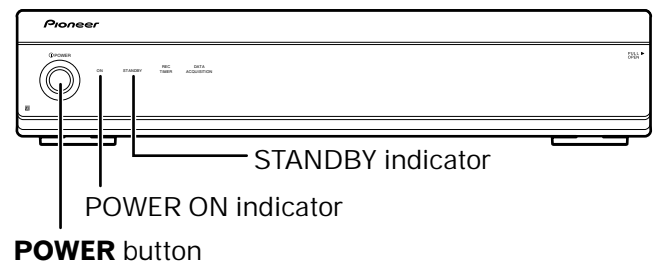 Pioneer
POWER
ON
STANDBY
REC
TIMER
DATA
ACQUISITION
FULL
OPEN
STANDBY indicator
POWER ON indicator
POWER button